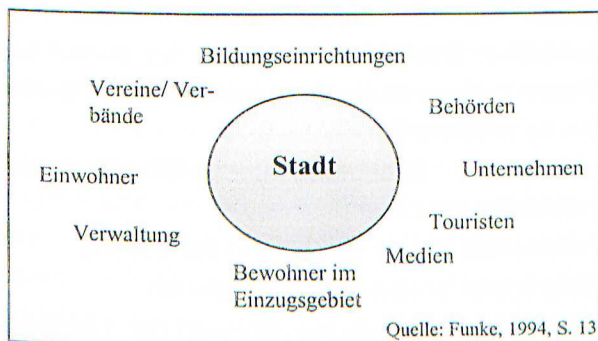 Bildungseinrichtungen
Vereine/ Ver-
bände
Behörden
Stadt
Einwohner
Unternehmen
Verwaltung
Touristen
Medien
Bewohner im
Einzugsgebiet
Quelle: Funke, 1994, S. 13